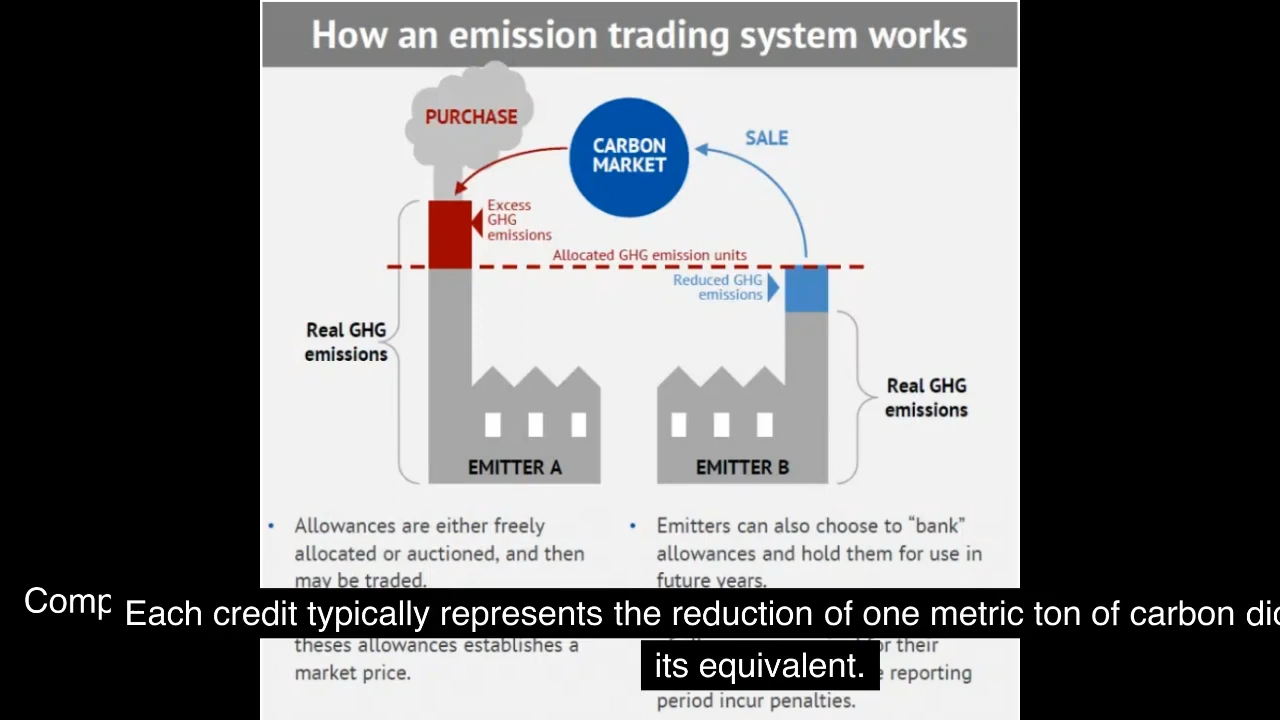 How an emission trading system works
PURCHASE
CARBON
MARKET
SALE
Excess
GHG
emissions
Allocated GHG emission units
Reduced GHG
emissions
Real GHG
emissions
Real GHG
emissions
EMITTER A
EMITTER B
• Allowances are either freely
allocated or auctioned, and then
may be traded.
theses allowances establishes a
market price.
• Emitters can also choose to “bank”
allowances and hold them for use in
future years.
for their
reporting
period incur penalties.
Each credit typically represents the reduction of one metric ton of carbon
its equivalent.